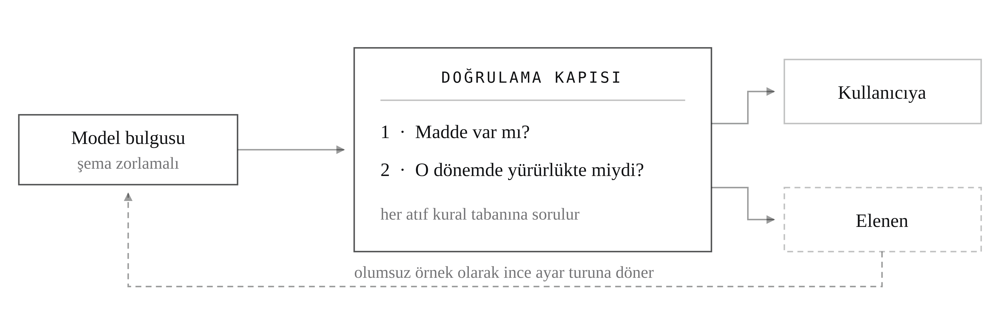 DOĞRULAMA KAPISI
Model bulgusu
şema zorlamalı
1 · Madde var mı?
2 · O dönemde yürürlükte miydi?
her atıf kural tabanına sorulur
Kullanıcıya
Elenen
olumsuz örnek olarak ince ayar turuna döner